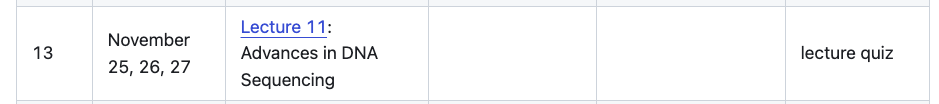 13
November
25, 26, 27
Lecture 11:
Advances in DNA
Sequencing
lecture quiz